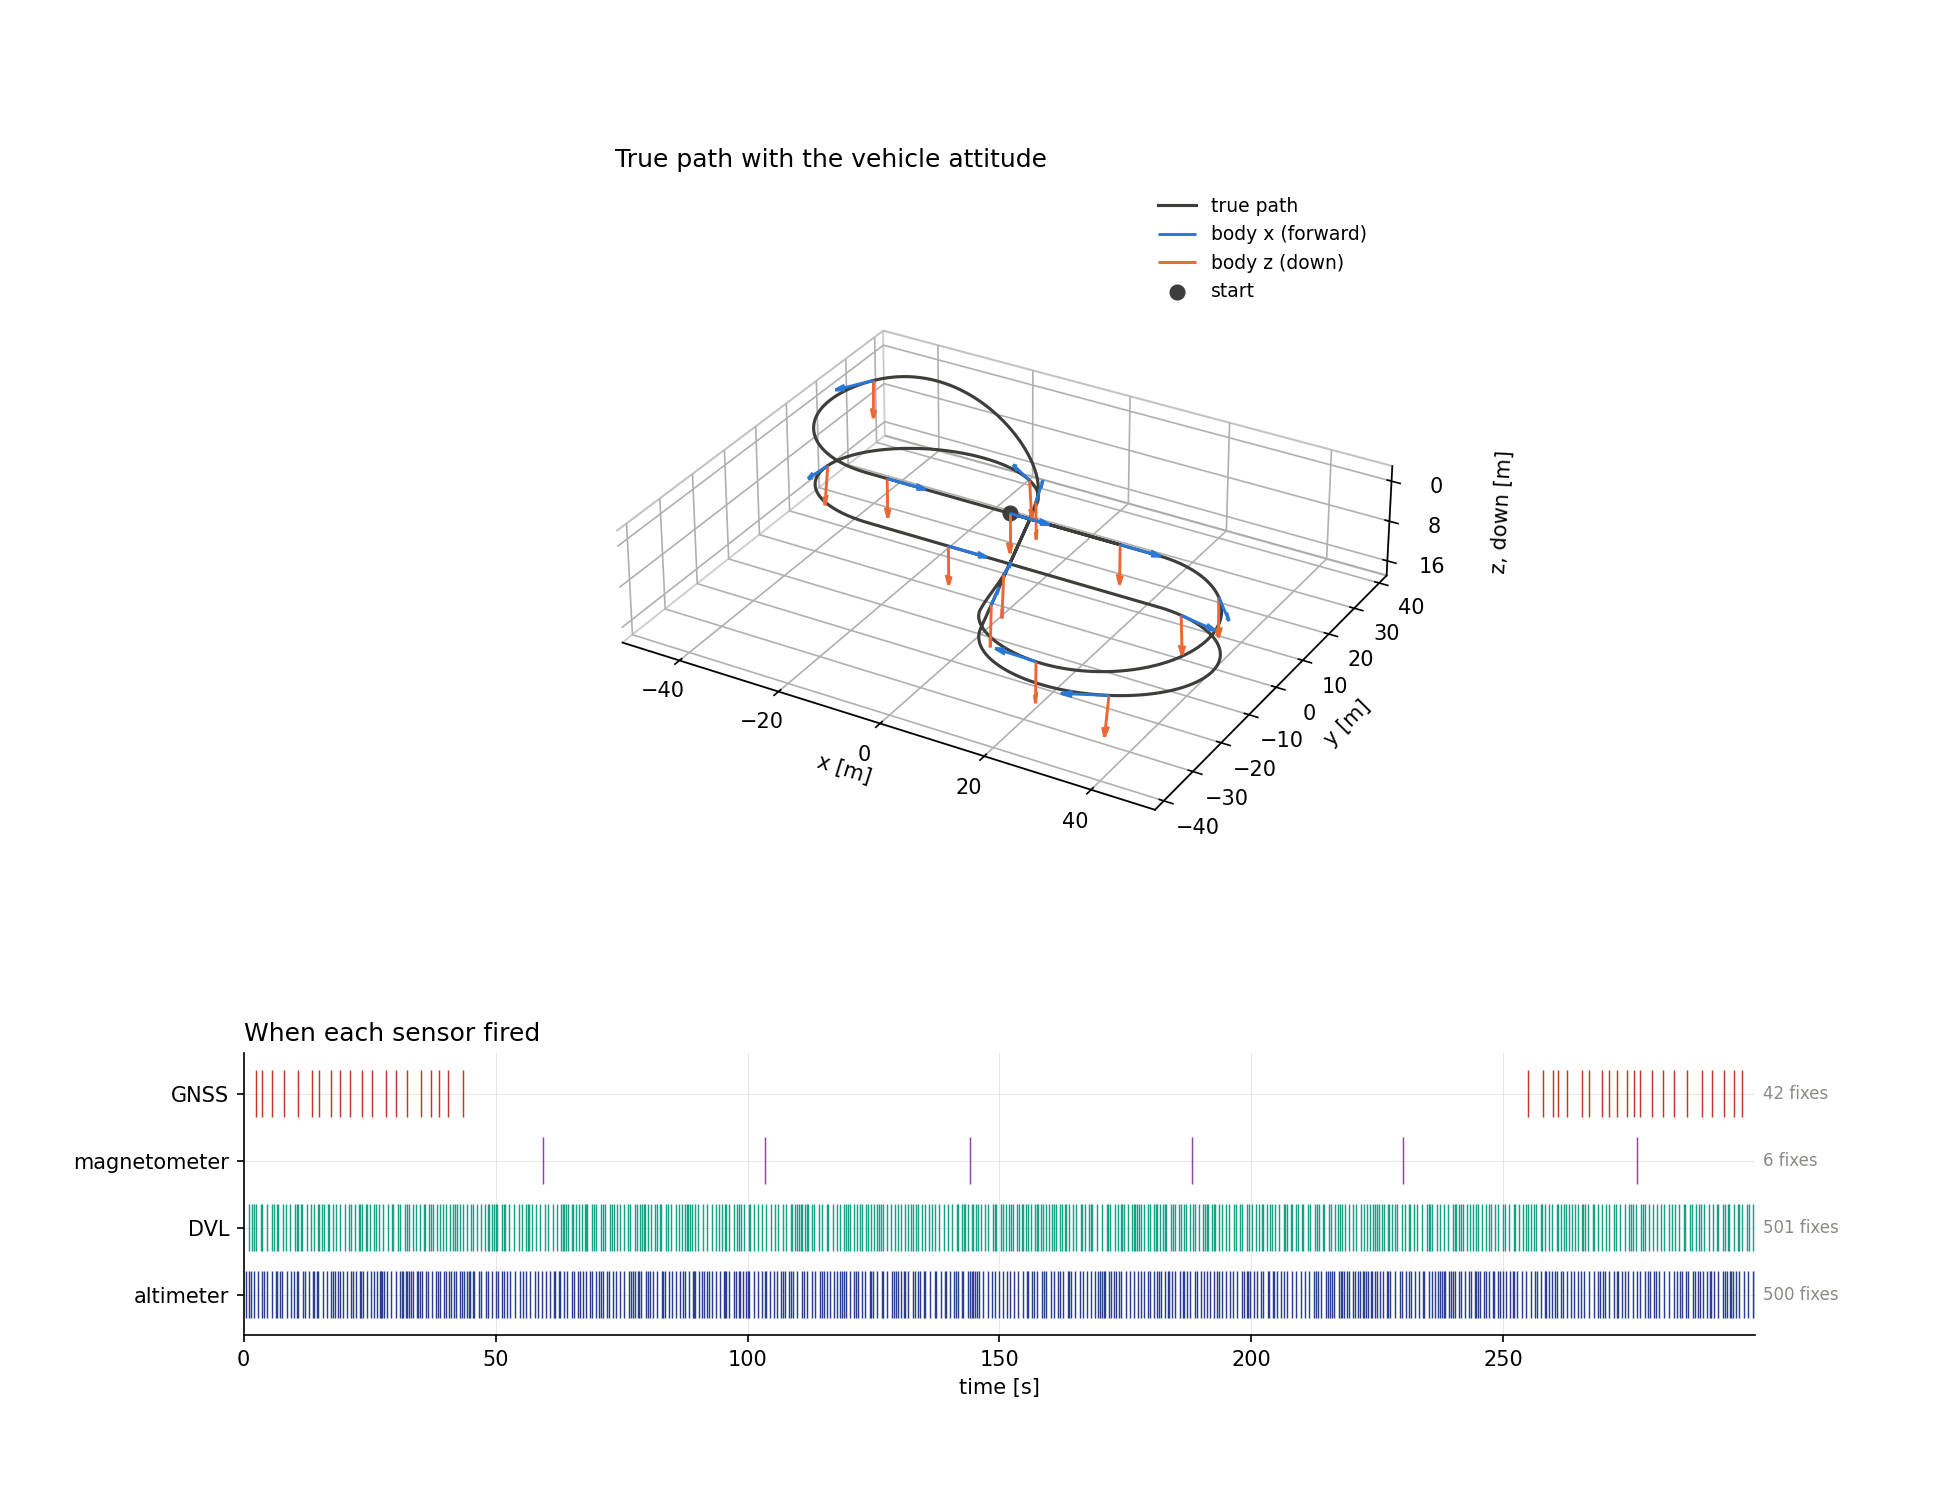 True path with the vehicle attitude
true path
body x (forward)
body z (down)
start
0
8
16
z, down [m]
40
30
20
10
0
−10
−20
−30
−40
y [m]
−40
−20
0
20
40
x [m]
When each sensor fired
GNSS
42 fixes
magnetometer
6 fixes
DVL
501 fixes
altimeter
500 fixes
0
50
100
150
200
250
time [s]